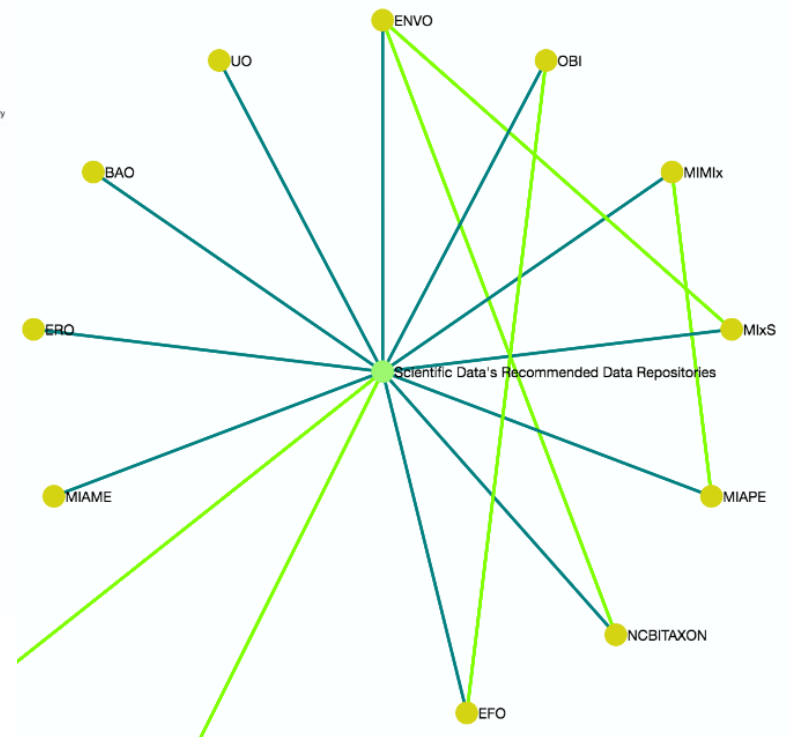 ENVO
UO
OBI
y
BAO
MIMIx
ERO
MIxS
Scientific Data's Recommended Data Repositories
MIAME
MIAPE
NCBITAXON
EFO